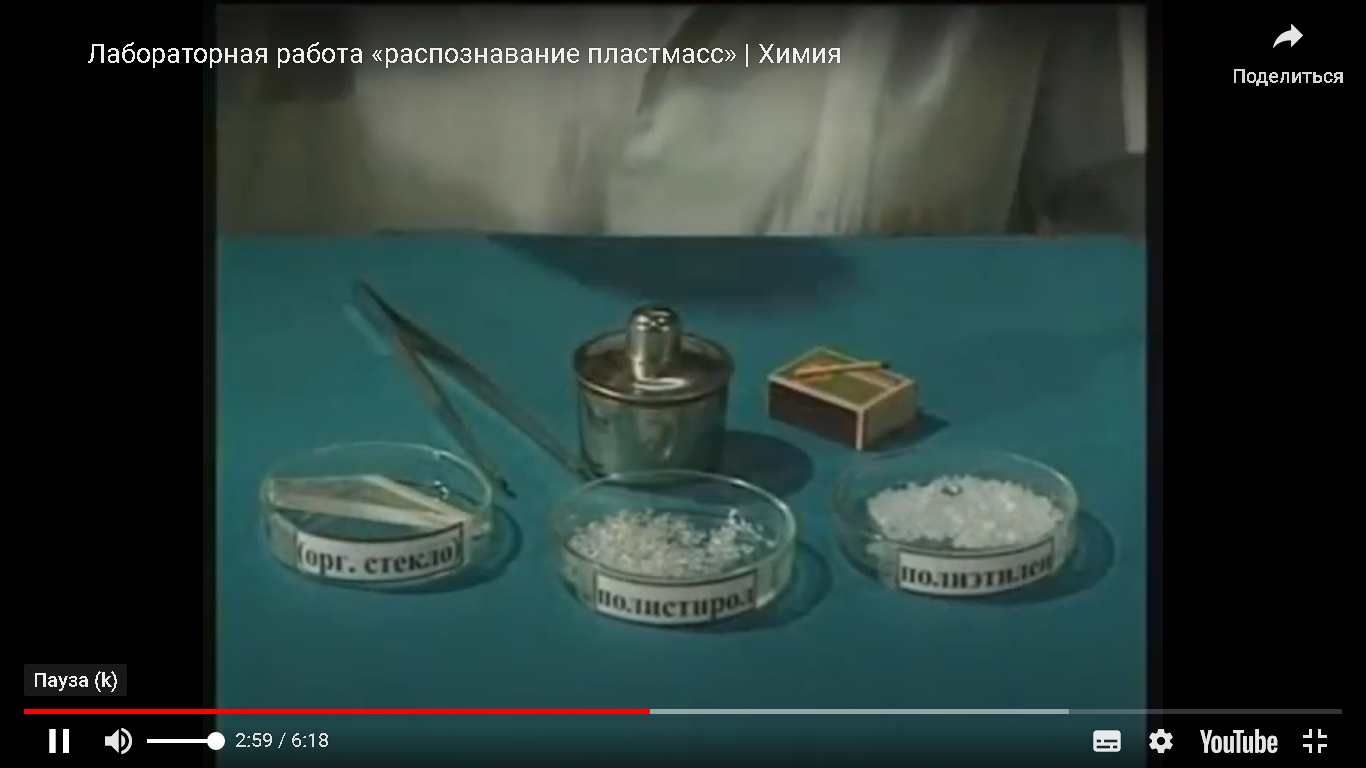 Лабораторная работа «распознавание пластмасс» | Химия
Поделиться
(орг. стекло)
полистирол
полиэтилен
Пауза (k)
2:59 / 6:18
YouTube